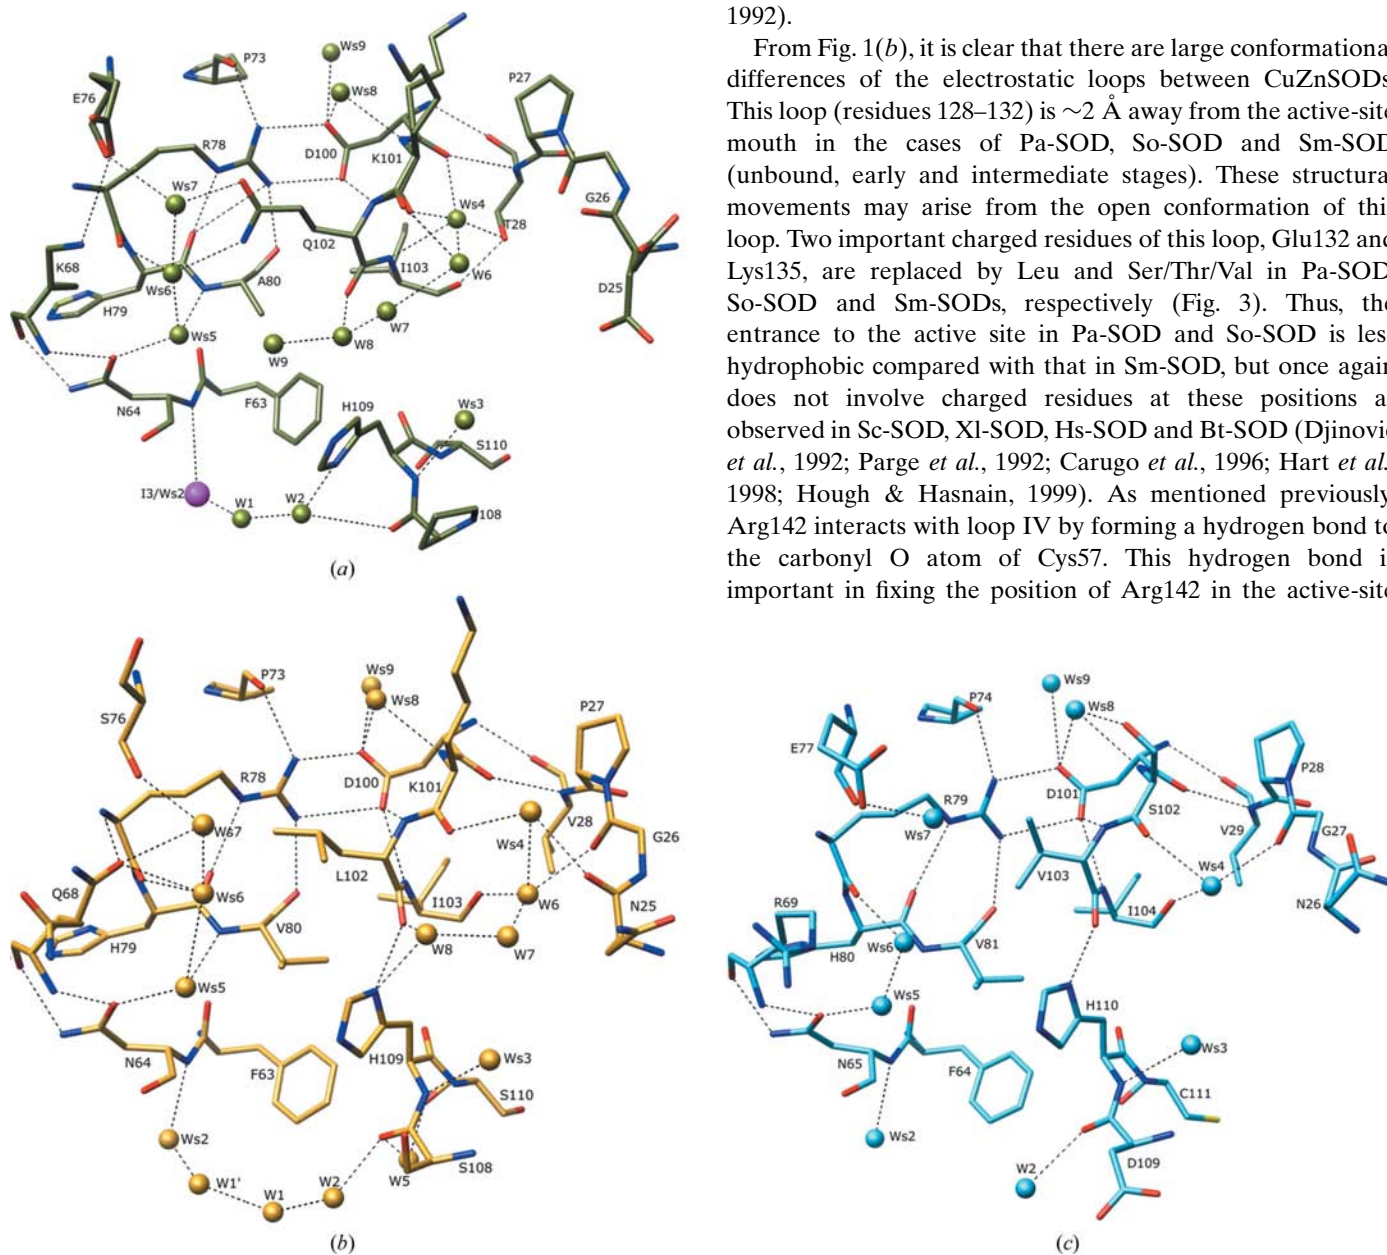 1992).
From Fig. 1(b), it is clear that there are large conformationa
differences of the electrostatic loops between CuZnSODs
This loop (residues 128–132) is ∼2 Å away from the active-site
mouth in the cases of Pa-SOD, So-SOD and Sm-SOD
(unbound, early and intermediate stages). These structura
movements may arise from the open conformation of thi
loop. Two important charged residues of this loop, Glu132 and
Lys135, are replaced by Leu and Ser/Thr/Val in Pa-SOD
So-SOD and Sm-SODs, respectively (Fig. 3). Thus, the
entrance to the active site in Pa-SOD and So-SOD is les
hydrophobic compared with that in Sm-SOD, but once again
does not involve charged residues at these positions a
observed in Sc-SOD, Xl-SOD, Hs-SOD and Bt-SOD (Djinovic
et al., 1992; Parge et al., 1992; Carugo et al., 1996; Hart et al.
1998; Hough & Hasnain, 1999). As mentioned previously
Arg142 interacts with loop IV by forming a hydrogen bond to
the carbonyl O atom of Cys57. This hydrogen bond i
important in fixing the position of Arg142 in the active-site
Ws9
P73
Ws8
P27
E76
R78
D100
K101
Ws7
G26
Ws4
T28
Q102
K68
I103
W6
A80
D25
Ws6
H79
W7
Ws5
W9
W8
N64
F63
H109
Ws3
S110
I3/Ws2
W1
W2
I108
(a)
Ws9
P73
Ws8
P27
S76
R78
D100
K101
Ws7
V28
G26
Ws4
L102
Q68
Ws6
I103
W6
N25
H79
V80
W8
W7
Ws5
N64
F63
H109
Ws3
S110
Ws2
S108
W5
W1'
W1
W2
(b)
Ws9
P74
Ws8
E77
P28
D101
R79
S102
Ws7
V29
G27
Ws4
V103
R69
I104
N26
Ws6
H80
V81
Ws5
H110
N65
F64
Ws3
C111
Ws2
D109
W2
(c)